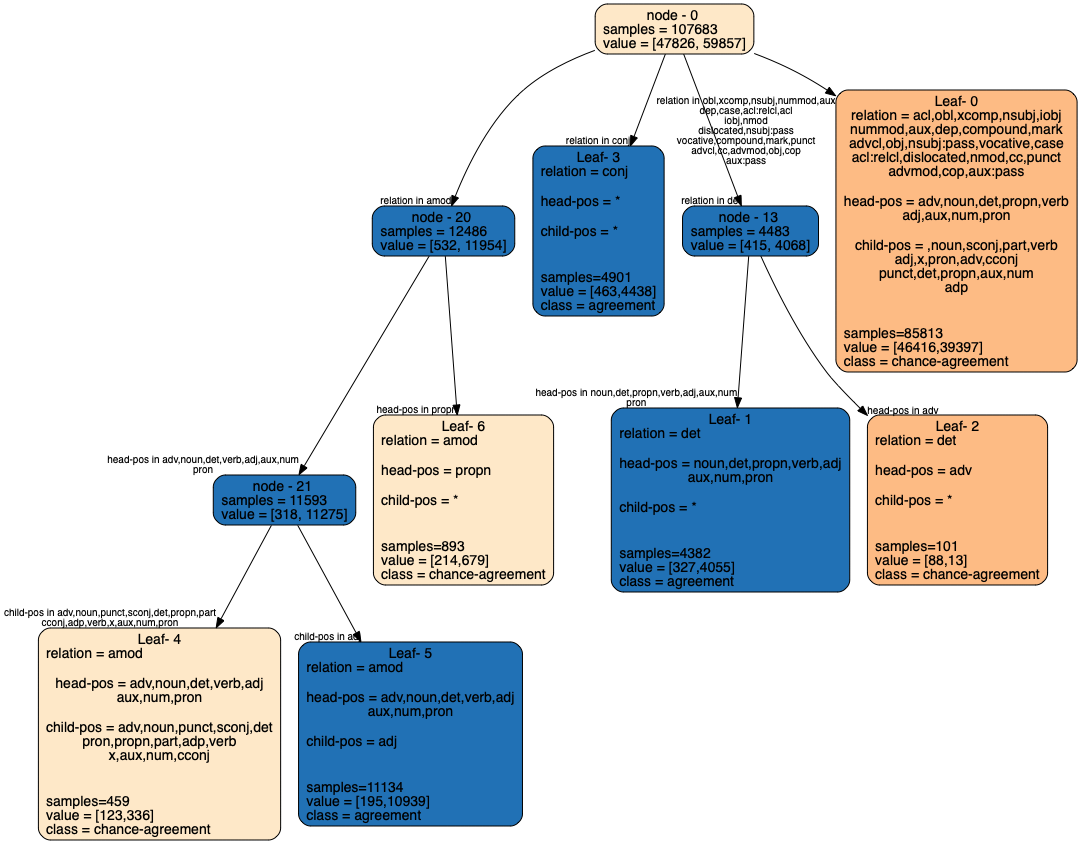 node - 0
samples = 107683
value = [47826, 59857]
relation in obl,xcomp,nsubj,nummod,aux
dep,case,acl:relcl,acl
iobj,nmod
dislocated,nsubj:pass
vocative,compound,mark,punct
advcl,cc,advmod,obj,cop
aux:pass
Leaf- 0
relation = acl,obl,xcomp,nsubj,iobj
nummod,aux,dep,compound,mark
advcl,obj,nsubj:pass,vocative,case
acl:relcl,dislocated,nmod,cc,punct
advmod,cop,aux:pass
head-pos = adv,noun,det,propn,verb
adj,aux,num,pron
child-pos = ,noun,sconj,part,verb
adj,x,pron,adv,cconj
punct,det,propn,aux,num
adp
samples=85813
value = [46416,39397]
class = chance-agreement
relation in conj
Leaf- 3
relation = conj
head-pos = *
child-pos = *
samples=4901
value = [463,4438]
class = agreement
relation in amod
node - 20
samples = 12486
value = [532, 11954]
relation in det
node - 13
samples = 4483
value = [415, 4068]
head-pos in noun,det,propn,verb,adj,aux,num
pron
Leaf- 1
relation = det
head-pos = noun,det,propn,verb,adj
aux,num,pron
child-pos = *
samples=4382
value = [327,4055]
class = agreement
head-pos in adv
Leaf- 2
relation = det
head-pos = adv
child-pos = *
samples=101
value = [88,13]
class = chance-agreement
head-pos in propn
Leaf- 6
relation = amod
head-pos = propn
child-pos = *
samples=893
value = [214,679]
class = chance-agreement
head-pos in adv,noun,det,verb,adj,aux,num
pron
node - 21
samples = 11593
value = [318, 11275]
child-pos in adv,noun,punct,sconj,det,propn,part
cconj,adp,verb,x,aux,num,pron
Leaf- 4
relation = amod
head-pos = adv,noun,det,verb,adj
aux,num,pron
child-pos = adv,noun,punct,sconj,det
pron,propn,part,adp,verb
x,aux,num,cconj
samples=459
value = [123,336]
class = chance-agreement
child-pos in adj
Leaf- 5
relation = amod
head-pos = adv,noun,det,verb,adj
aux,num,pron
child-pos = adj
samples=11134
value = [195,10939]
class = agreement